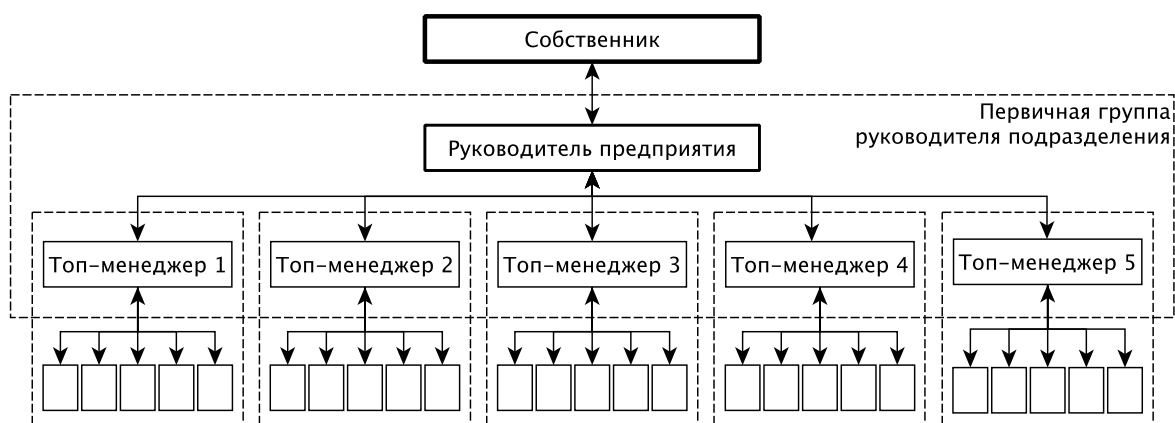 Собственник
Первичная группа
руководителя подразделения
Руководитель предприятия
Топ-менеджер 1
Топ-менеджер 2
Топ-менеджер 3
Топ-менеджер 4
Топ-менеджер 5